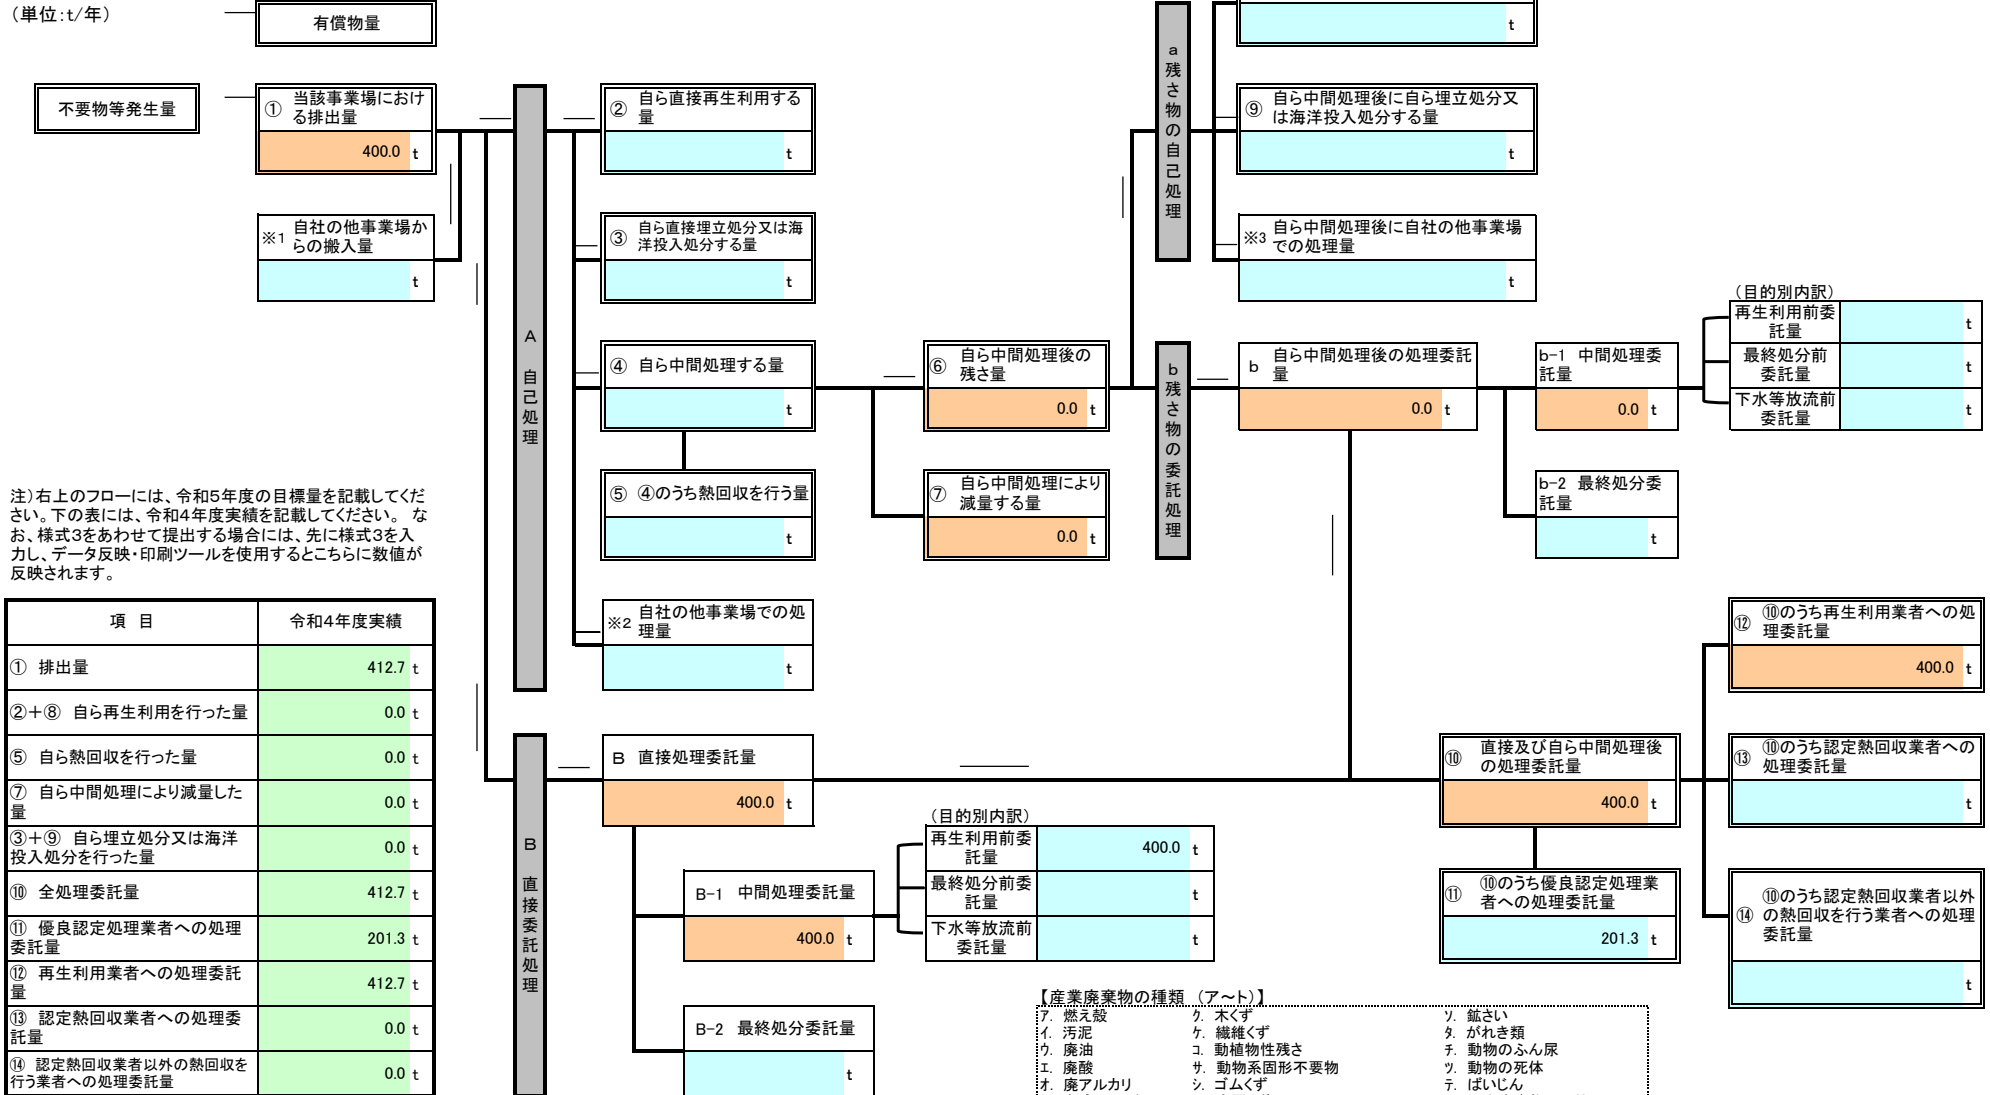 （単位:t/年）
有償物量
t
不要物等発生量
① 当該事業場におけ
る排出量
400.0 t
※1 自社の他事業場か
らの搬入量
t
A 自己処理
② 自ら直接再生利用する
量
t
③ 自ら直接埋立処分又は海
洋投入処分する量
t
④ 自ら中間処理する量
t
⑤ ④のうち熱回収を行う量
t
※2 自社の他事業場での処
理量
t
⑥ 自ら中間処理後の
残さ量
0.0 t
⑦ 自ら中間処理により
減量する量
0.0 t
a 残さ物の自己処理
⑨ 自ら中間処理後に自ら埋立処分又
は海洋投入処分する量
t
※3 自ら中間処理後に自社の他事業場
での処理量
t
b 残さ物の委託処理
b 自ら中間処理後の処理委託
量
0.0 t
b-1 中間処理委
託量
0.0 t
b-2 最終処分委
託量
t
（目的別内訳）
再生利用前委
託量
t
最終処分前
委託量
t
下水等放流前
委託量
t
注）右上のフローには、令和5年度の目標量を記載してくだ
さい。下の表には、令和4年度実績を記載してください。 な
お、様式3をあわせて提出する場合には、先に様式3を入
力し、データ反映・印刷ツールを使用するとこちらに数値が
反映されます。
項 目 令和4年度実績
① 排出量 412.7 t
②＋⑧ 自ら再生利用を行った量 0.0 t
⑤ 自ら熱回収を行った量 0.0 t
⑦ 自ら中間処理により減量した
量 0.0 t
③＋⑨ 自ら埋立処分又は海洋
投入処分を行った量 0.0 t
⑩ 全処理委託量 412.7 t
⑪ 優良認定処理業者への処理
委託量 201.3 t
⑫ 再生利用業者への処理委託
量 412.7 t
⑬ 認定熱回収業者への処理委
託量 0.0 t
⑭ 認定熱回収業者以外の熱回収を
行う業者への処理委託量 0.0 t
B 直接委託処理
B 直接処理委託量
400.0 t
B-1 中間処理委託量
400.0 t
B-2 最終処分委託量
t
（目的別内訳）
再生利用前委
託量
400.0 t
最終処分前委
託量
t
下水等放流前
委託量
t
⑩ 直接及び自ら中間処理後
の処理委託量
400.0 t
⑪ ⑩のうち優良認定処理業
者への処理委託量
201.3 t
⑫ ⑩のうち再生利用業者への処
理委託量
400.0 t
⑬ ⑩のうち認定熱回収業者への
処理委託量
t
⑭ ⑩のうち認定熱回収業者以外
の熱回収を行う業者への処理
委託量
t
【産業廃棄物の種類 （ア～ト）】
ア. 燃え殻 ク. 木くず ソ. 鉱さい
イ. 汚泥 ケ. 繊維くず タ. がれき類
ウ. 廃油 コ. 動植物性残さ チ. 動物のふん尿
エ. 廃酸 サ. 動物系固形不要物 ツ. 動物の死体
オ. 廃アルカリ シ. ゴムくず テ. ばいじん